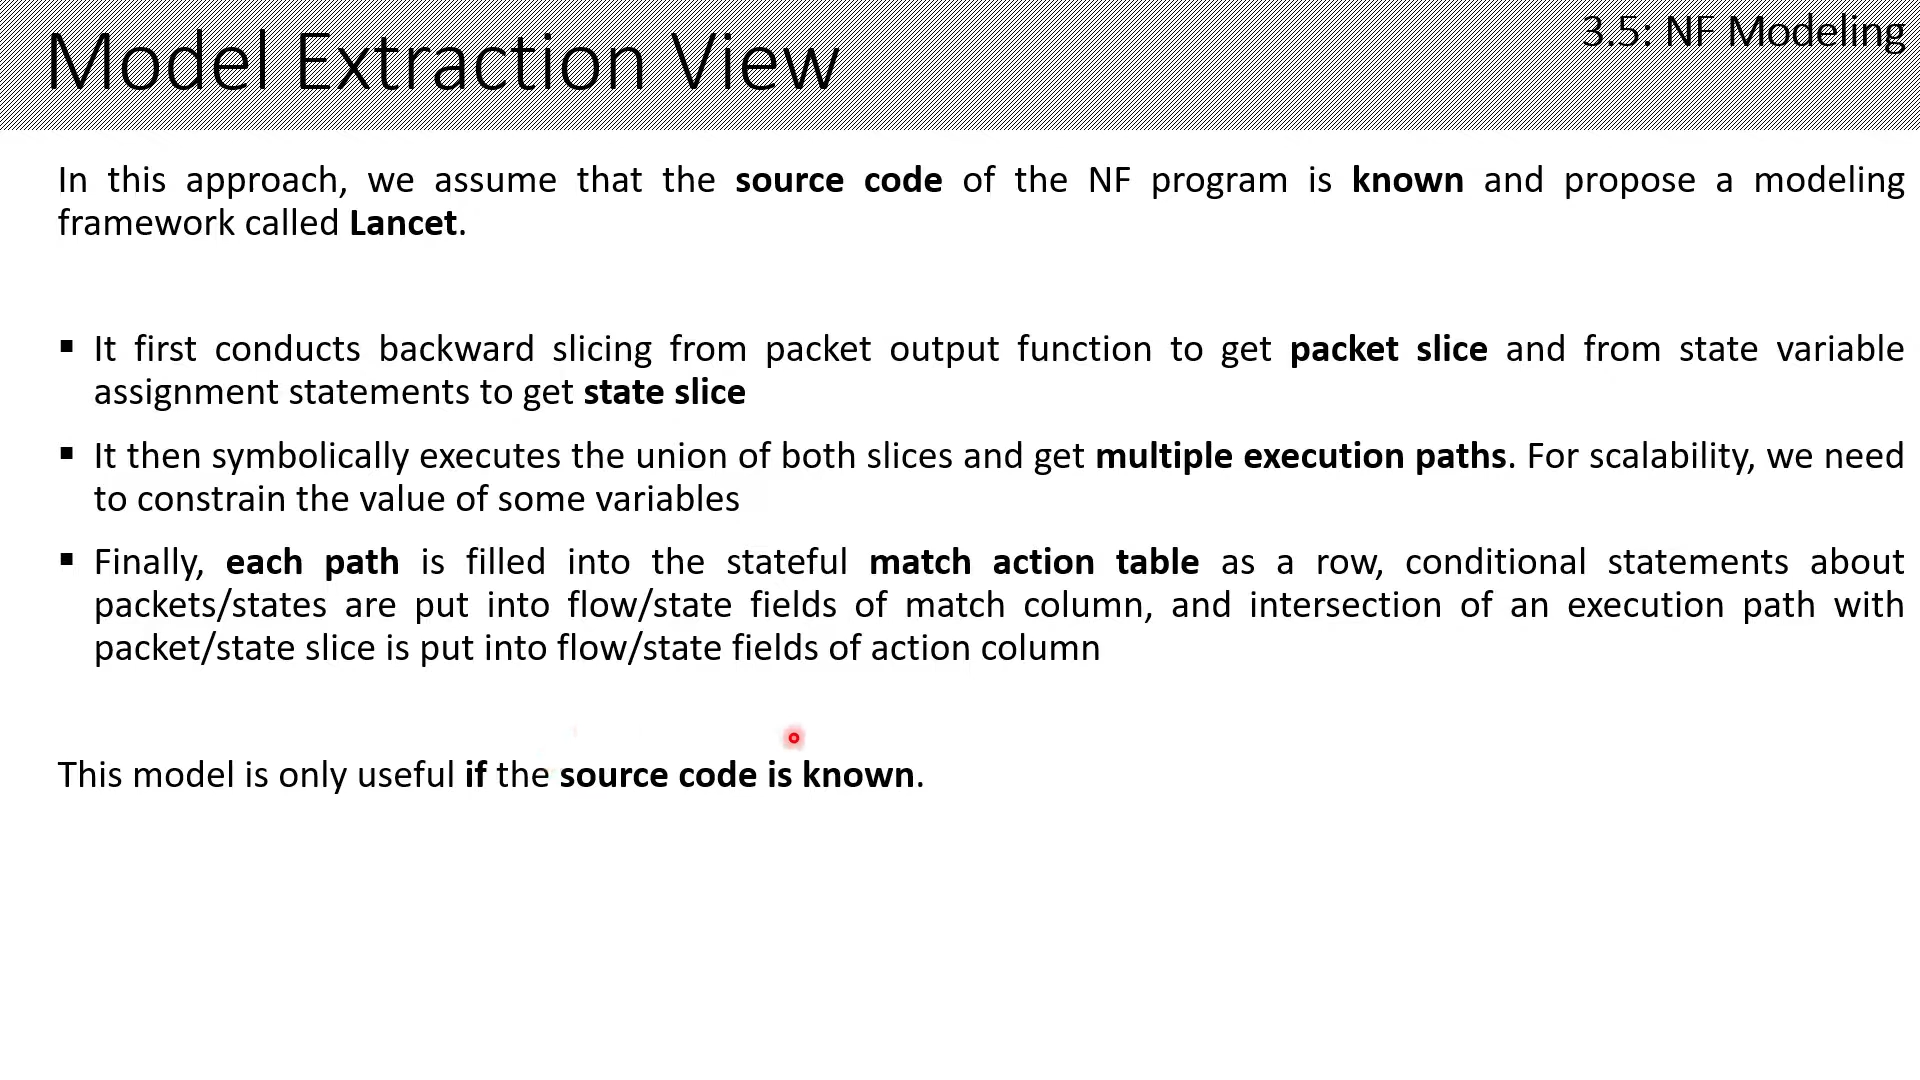 3.5: NF Modeling
Model Extraction View
In this approach, we assume that the source code of the NF program is known and propose a modeling
framework called Lancet.
▪ It first conducts backward slicing from packet output function to get packet slice and from state variable
assignment statements to get state slice
▪ It then symbolically executes the union of both slices and get multiple execution paths. For scalability, we need
to constrain the value of some variables
▪ Finally, each path is filled into the stateful match action table as a row, conditional statements about
packets/states are put into flow/state fields of match column, and intersection of an execution path with
packet/state slice is put into flow/state fields of action column
This model is only useful if the source code is known.